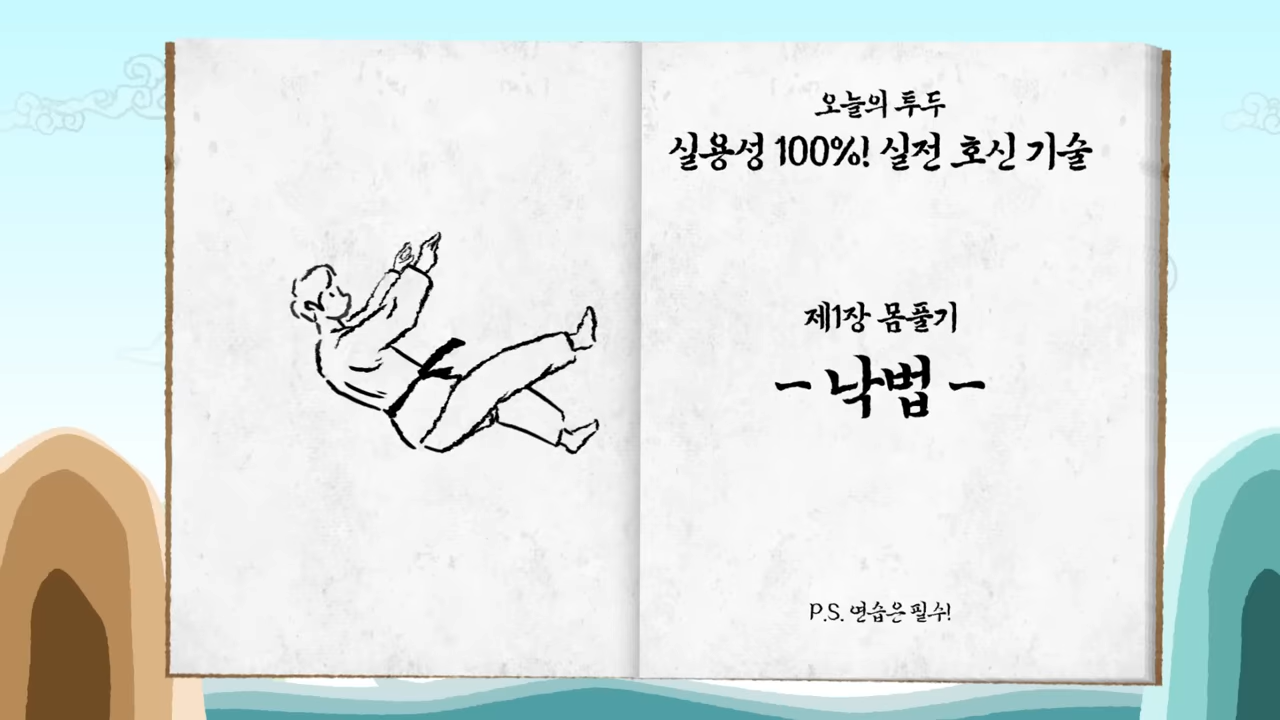 오늘의 투두
실용성 100%! 실전 호신 기술
제1장 몸풀기
- 낙법 -
P.S. 연습은 필수!